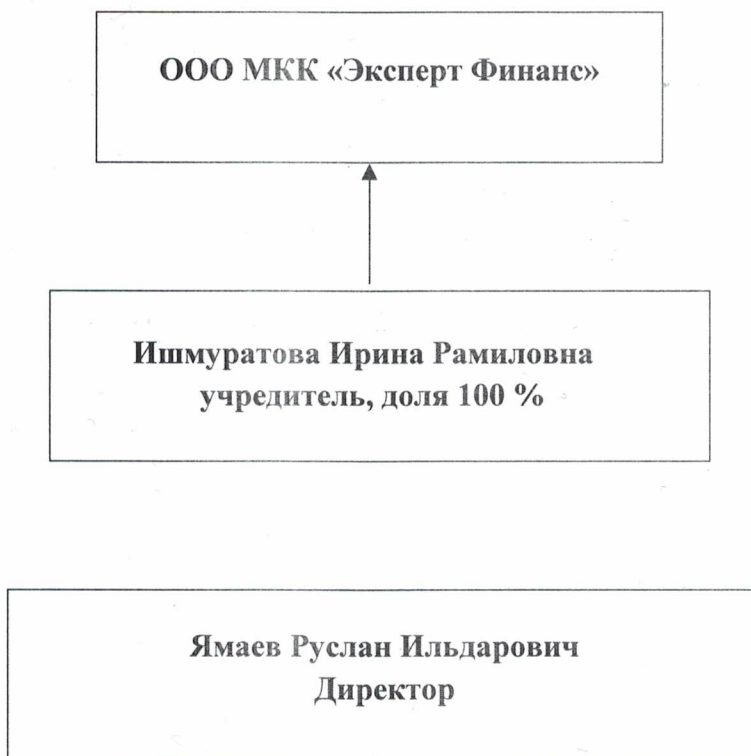 ООО МКК «Эксперт Финанс»
Ишмуратова Ирина Рамиловна
учредитель, доля 100 %
Ямаев Руслан Ильдарович
Директор